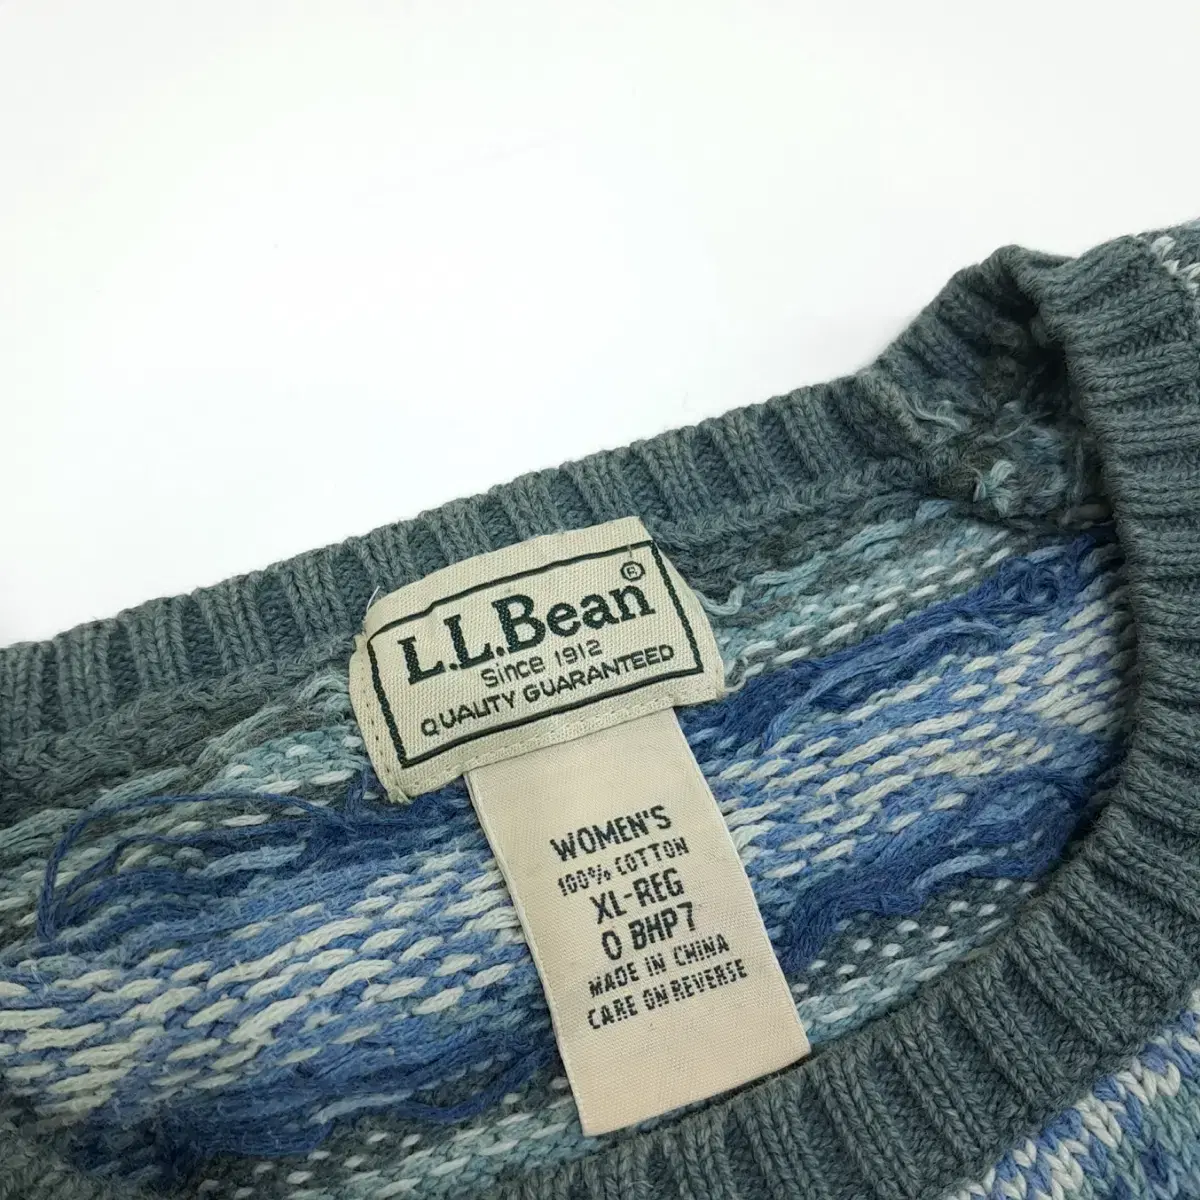 L.L.Bean®
Since 1912
QUALITY GUARANTEED
WOMEN'S
100% COTTON
XL-REG
0 BHP7
MADE IN CHINA
CARE ON REVERSE